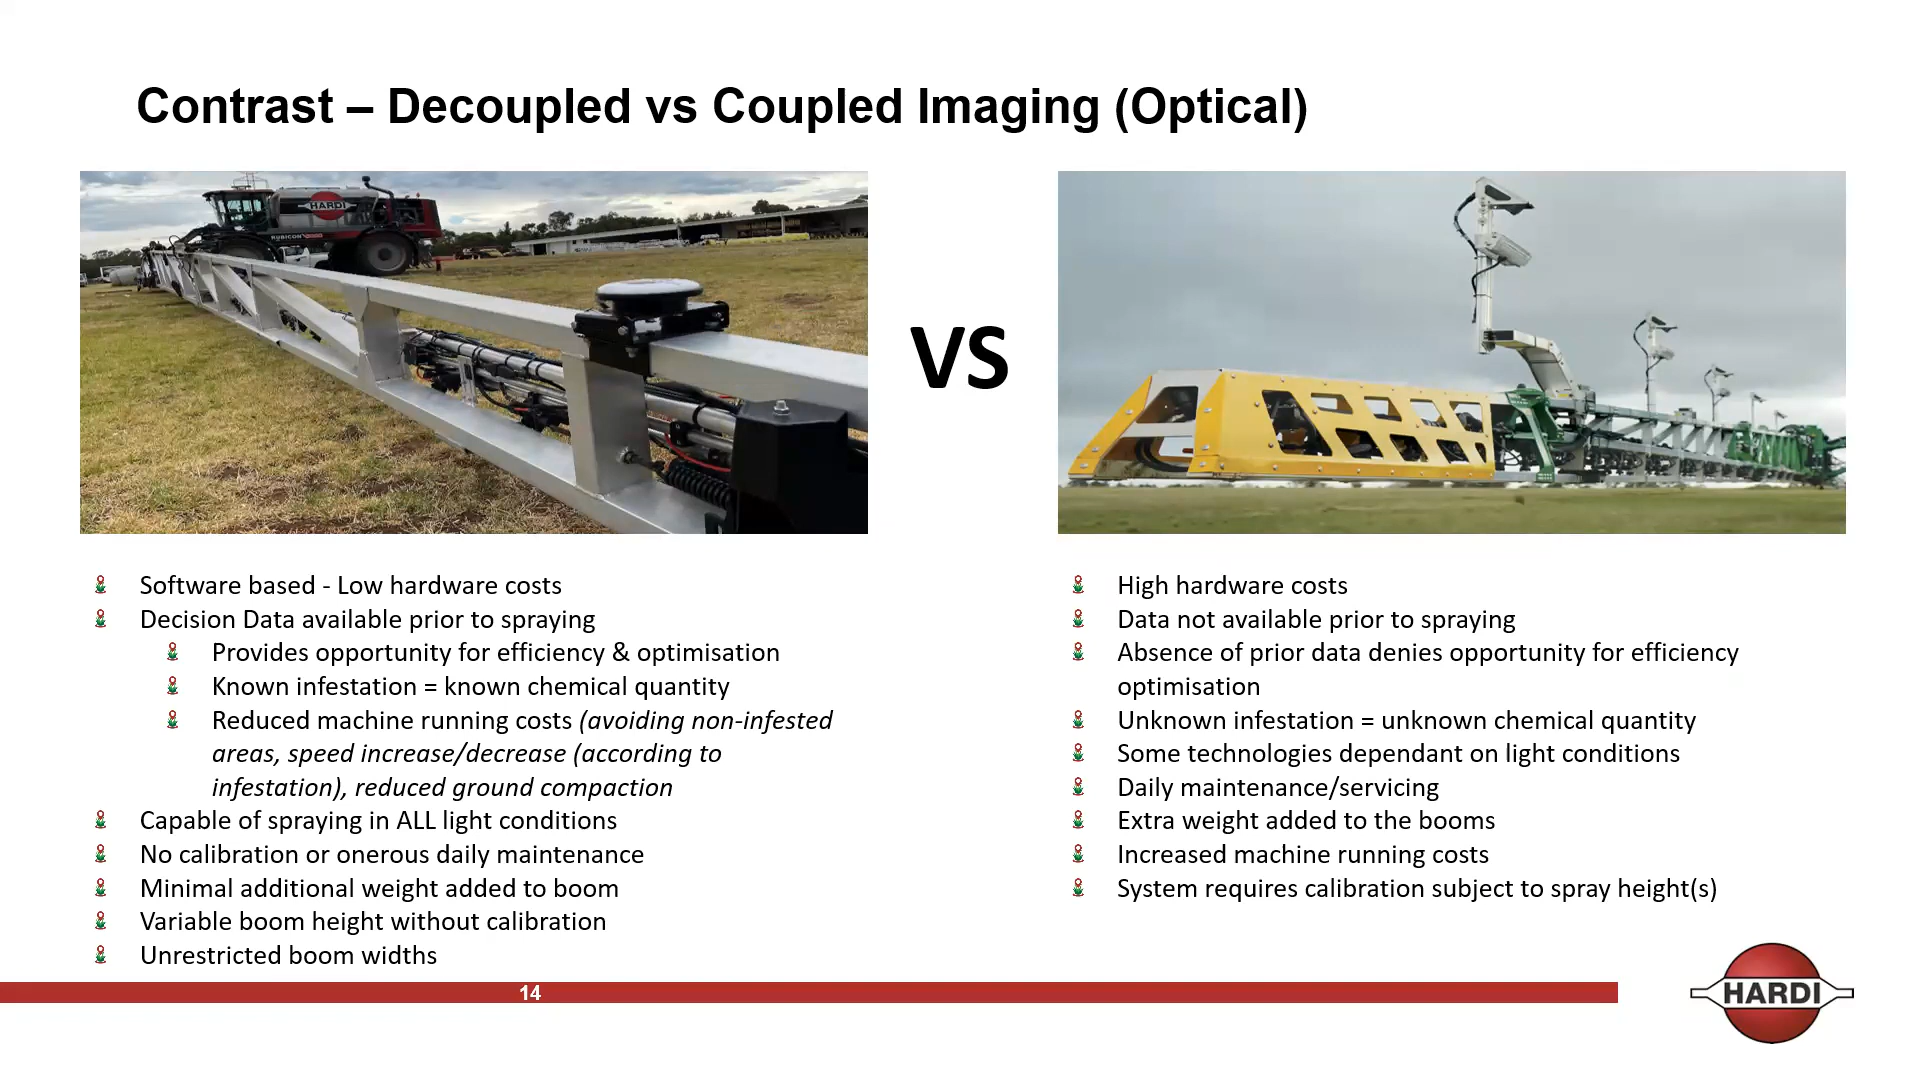 Contrast – Decoupled vs Coupled Imaging (Optical)
HARDI
RUBICON
VS
Software based - Low hardware costs
Decision Data available prior to spraying
Provides opportunity for efficiency & optimisation
Known infestation = known chemical quantity
Reduced machine running costs (avoiding non-infested
areas, speed increase/decrease (according to
infestation), reduced ground compaction
Capable of spraying in ALL light conditions
No calibration or onerous daily maintenance
Minimal additional weight added to boom
Variable boom height without calibration
Unrestricted boom widths
High hardware costs
Data not available prior to spraying
Absence of prior data denies opportunity for efficiency
optimisation
Unknown infestation = unknown chemical quantity
Some technologies dependant on light conditions
Daily maintenance/servicing
Extra weight added to the booms
Increased machine running costs
System requires calibration subject to spray height(s)
14
HARDI